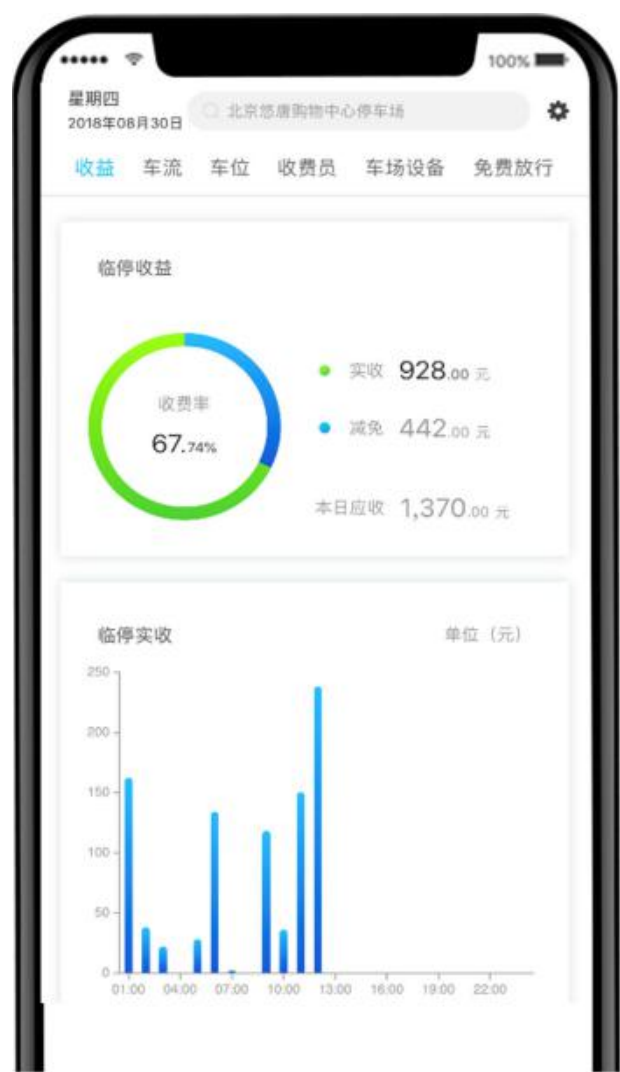 100%
星期四
2018年08月30日
北京悠唐购物中心停车场
收益 车流 车位 收费员 车场设备 免费放行
临停收益
收费率
67.74%
实收 928.00 元
减免 442.00 元
本日应收 1,370.00 元
临停实收 单位（元）
250
200
150
100
50
0
01:00 04:00 07:00 10:00 13:00 16:00 19:00 22:00